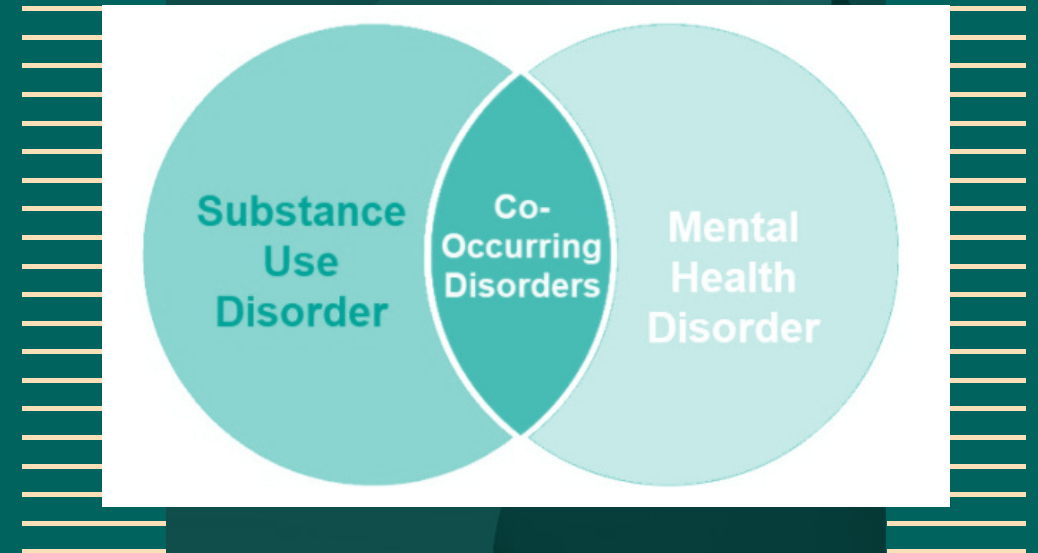 Substance
Use
Disorder
Co-
Occurring
Disorders
Mental
Health
Disorder